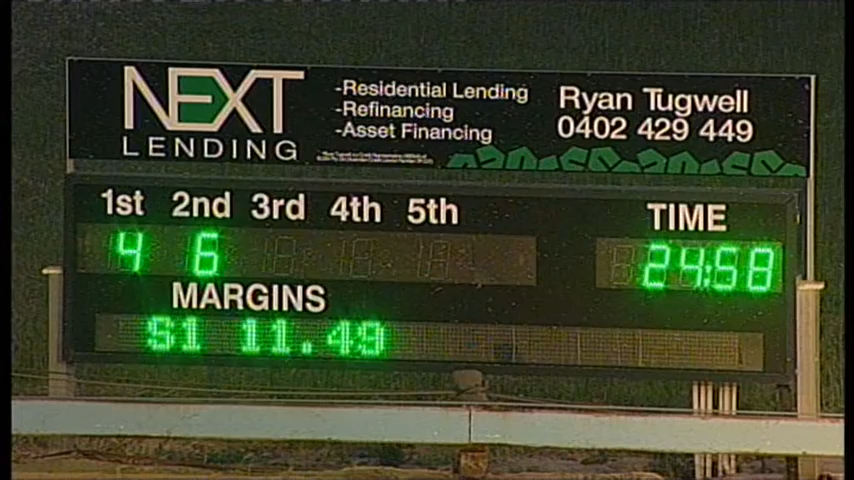 NEXT
LENDING
-Residential Lending
-Refinancing
-Asset Financing
Ryan Tugwell
0402 429 449
1st 2nd 3rd 4th 5th TIME
4 6 24:58
MARGINS
S1 11.49